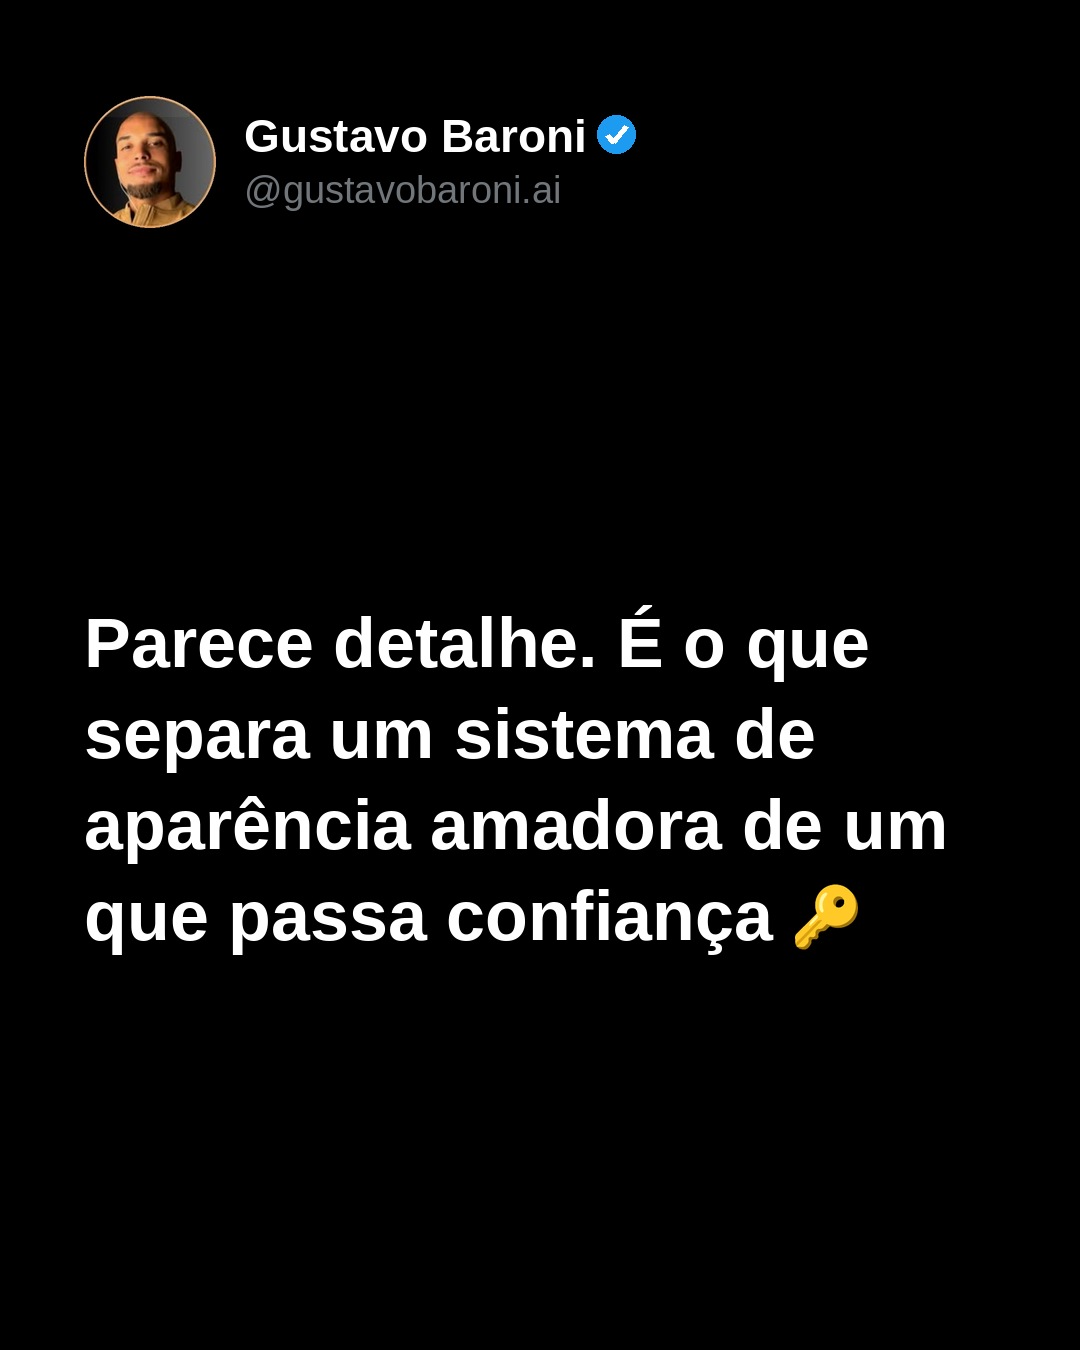 Gustavo Baroni
@gustavobaroni.ai
Parece detalhe. É o que
separa um sistema de
aparência amadora de um
que passa confiança 🔑